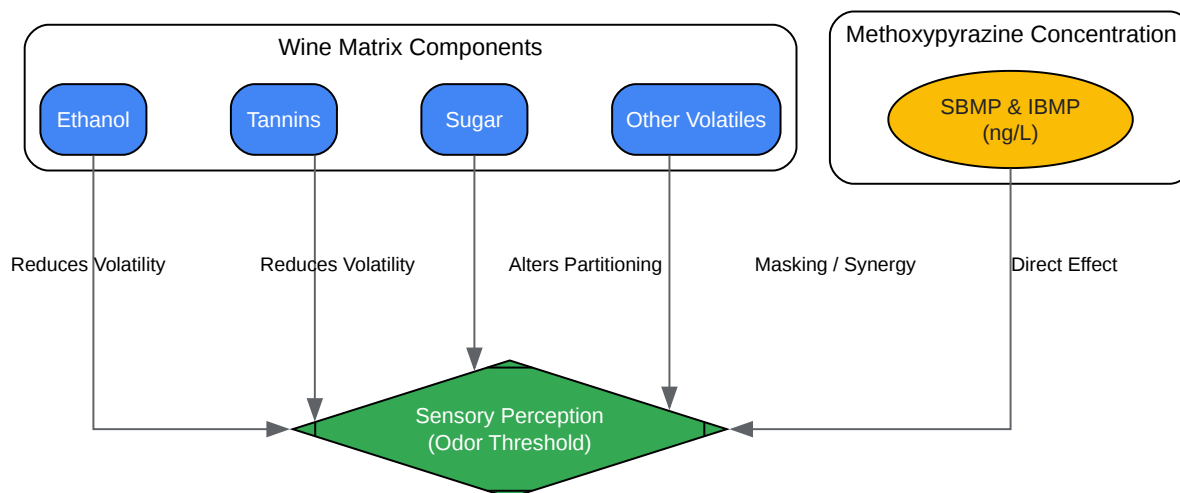 Wine Matrix Components
Methoxypyrazine Concentration
Ethanol
Tannins
Sugar
Other Volatiles
SBMP & IBMP
(ng/L)
Reduces Volatility
Reduces Volatility
Alters Partitioning
Masking / Synergy
Direct Effect
Sensory Perception
(Odor Threshold)